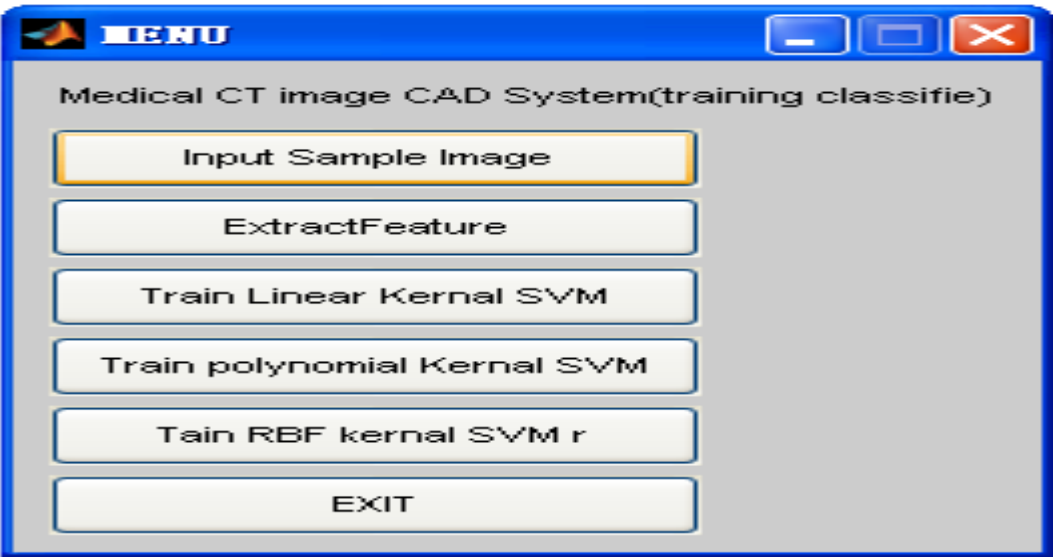 MENU
Medical CT image CAD System(training classifie)
Input Sample Image
ExtractFeature
Train Linear Kernal SVM
Train polynomial Kernal SVM
Tain RBF kernal SVM r
EXIT